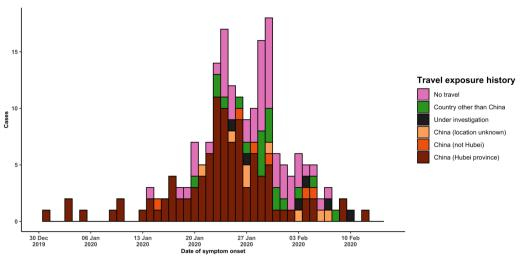 15
10
5
0
Cases
30 Dec
2019
06 Jan
2020
13 Jan
2020
20 Jan
2020
27 Jan
2020
03 Feb
2020
10 Feb
2020
Date of symptom onset
Travel exposure history
No travel
Country other than China
Under investigation
China (location unknown)
China (not Hubei)
China (Hubei province)